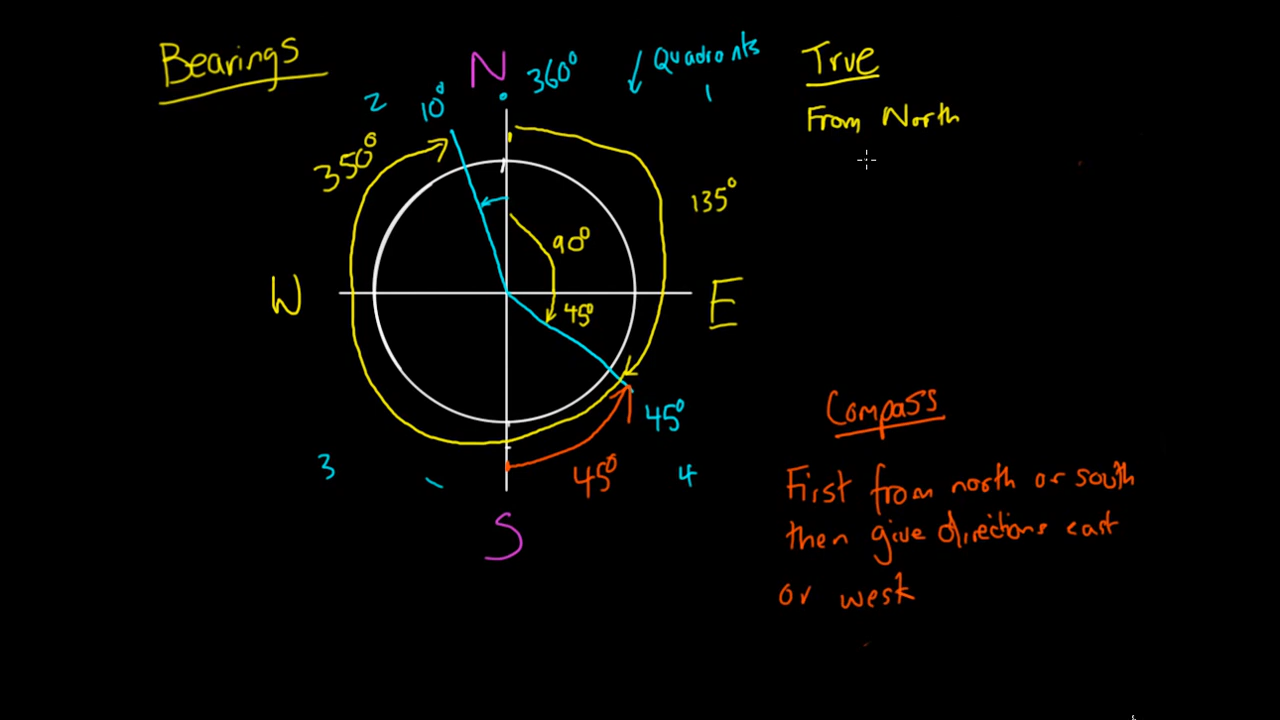 Bearings
N
360°
Quadrants
1
True
From North
2
10°
350°
135°
90°
W
45°
E
45°
Compass
3
45°
4
First from north or south
then give directions east
or west
S